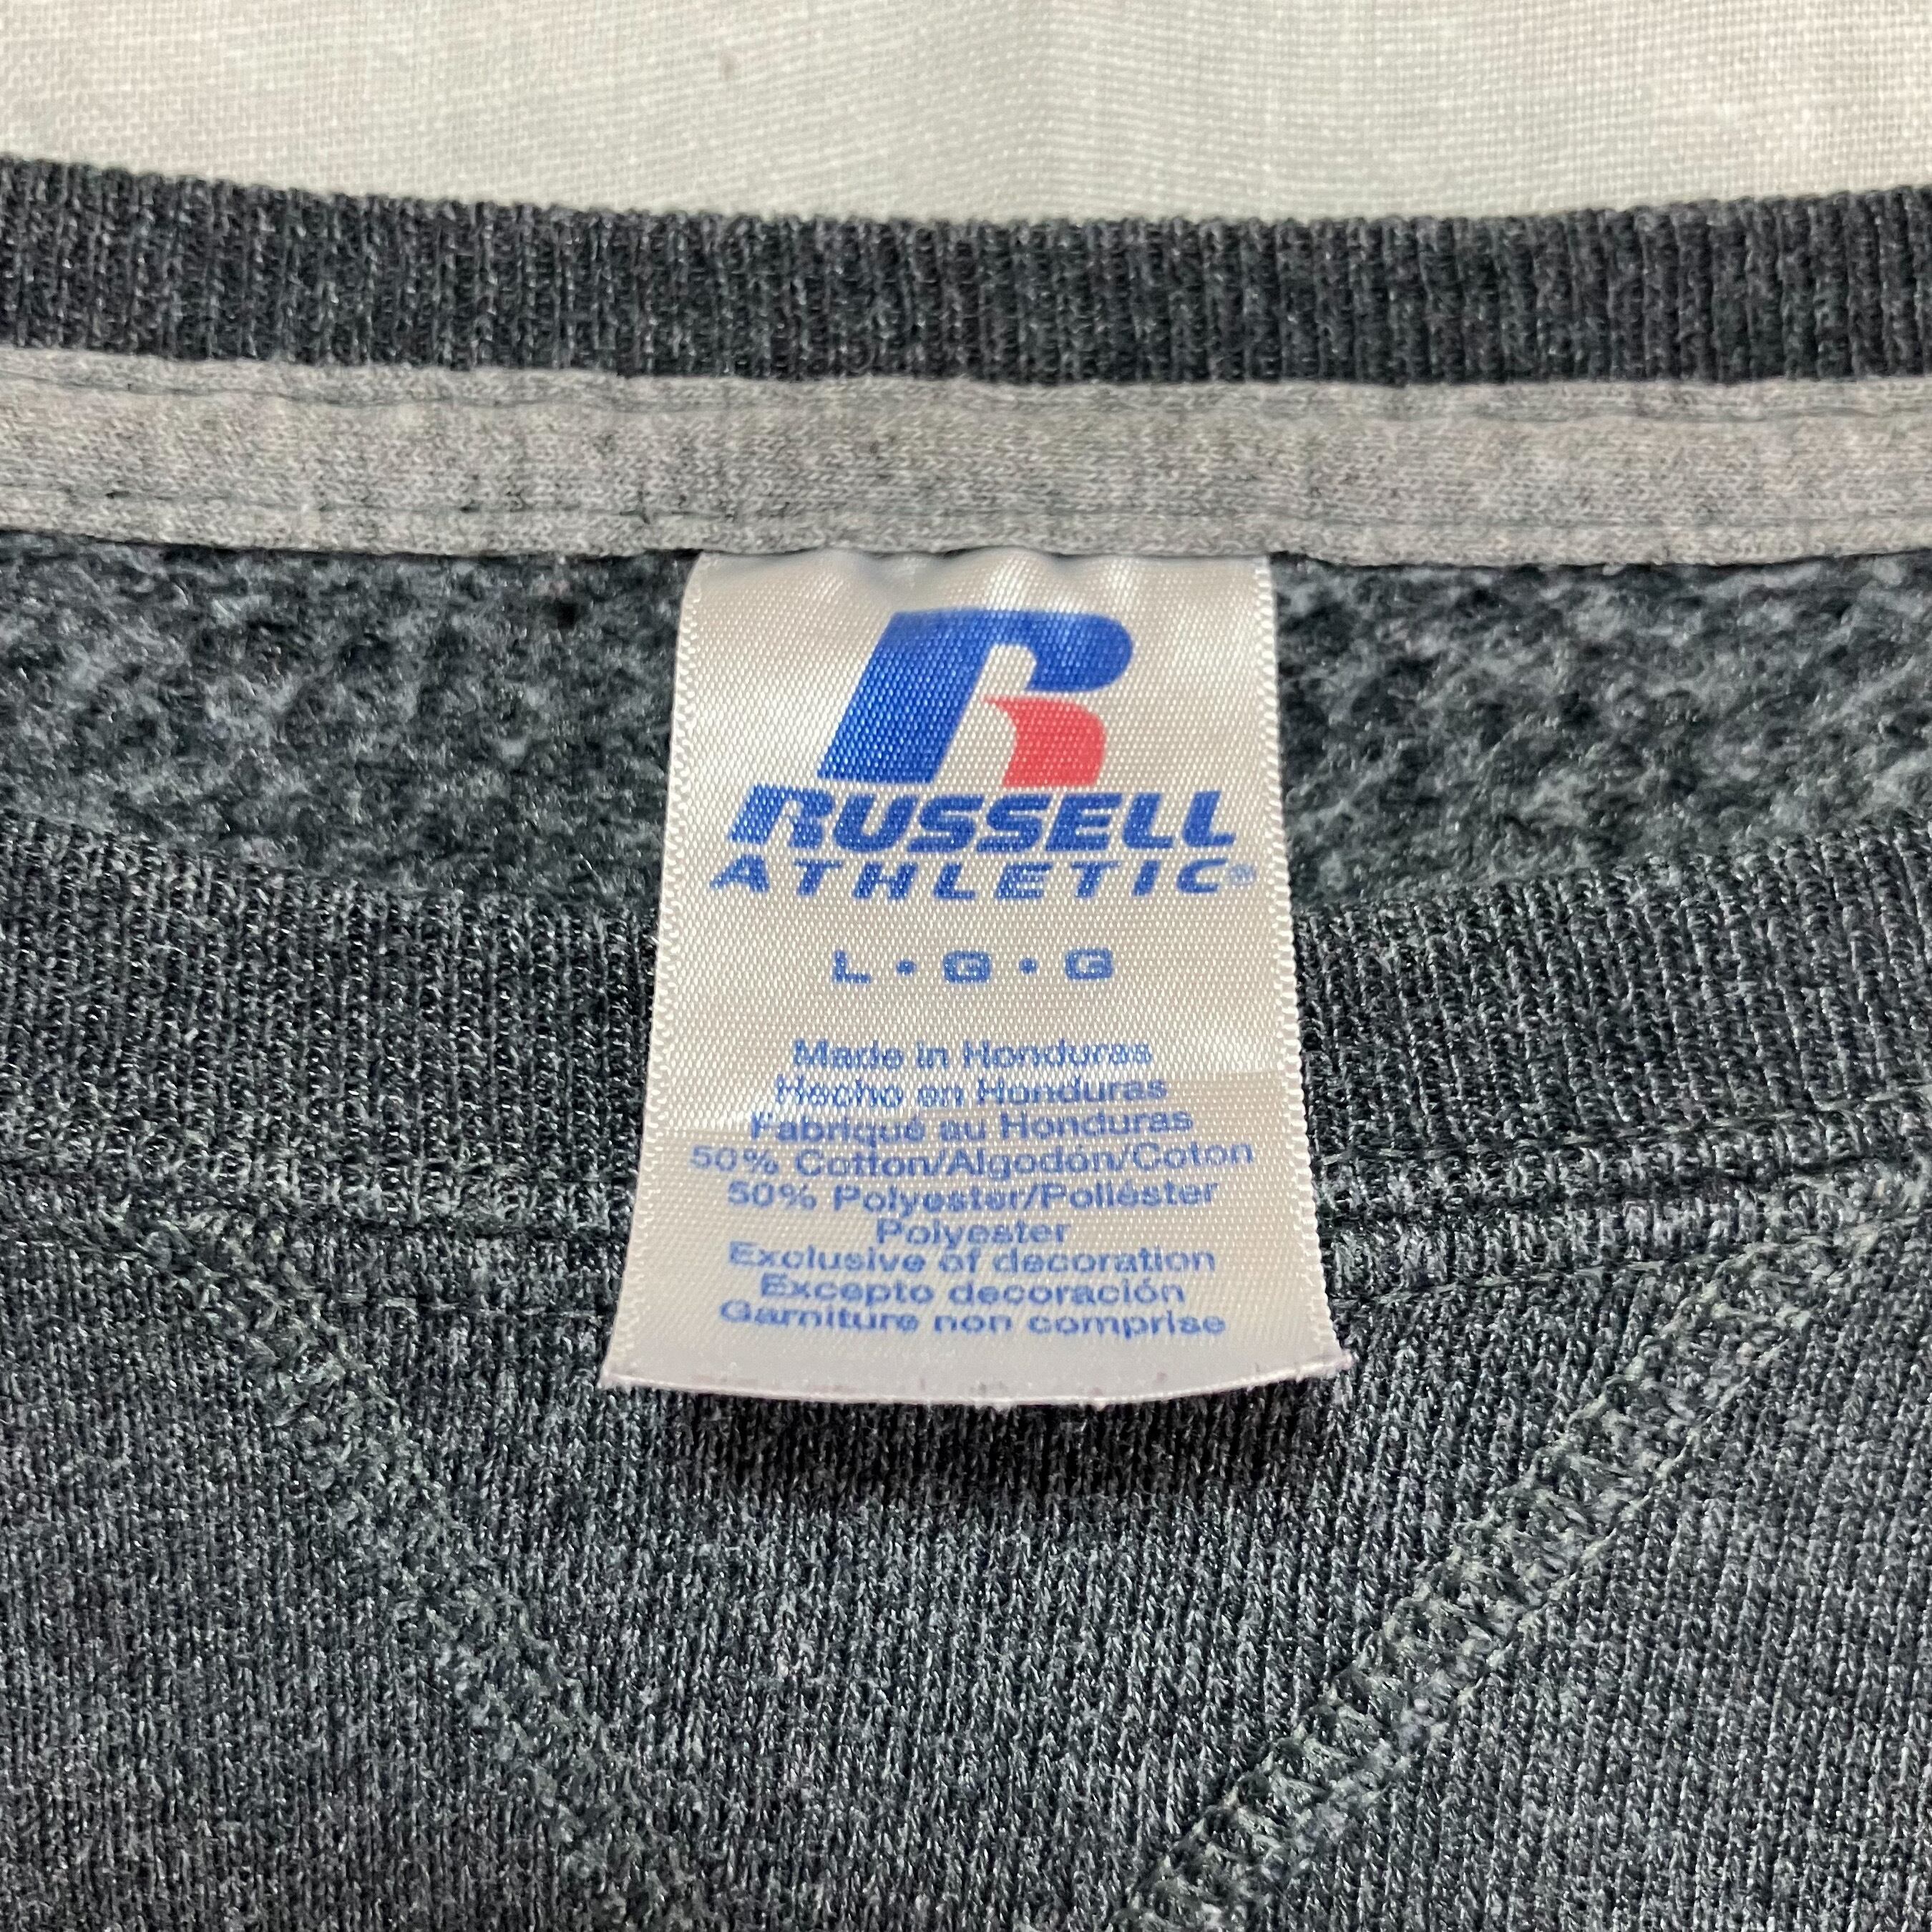 R
RUSSELL
ATHLETIC®
L • G • G
Made in Honduras
Hecho en Honduras
Fabriqué au Honduras
50% Cotton/Algodón/Coton
50% Polyester/Poliéster
Polyester
Exclusive of decoration
Excepto decoración
Garniture non comprise